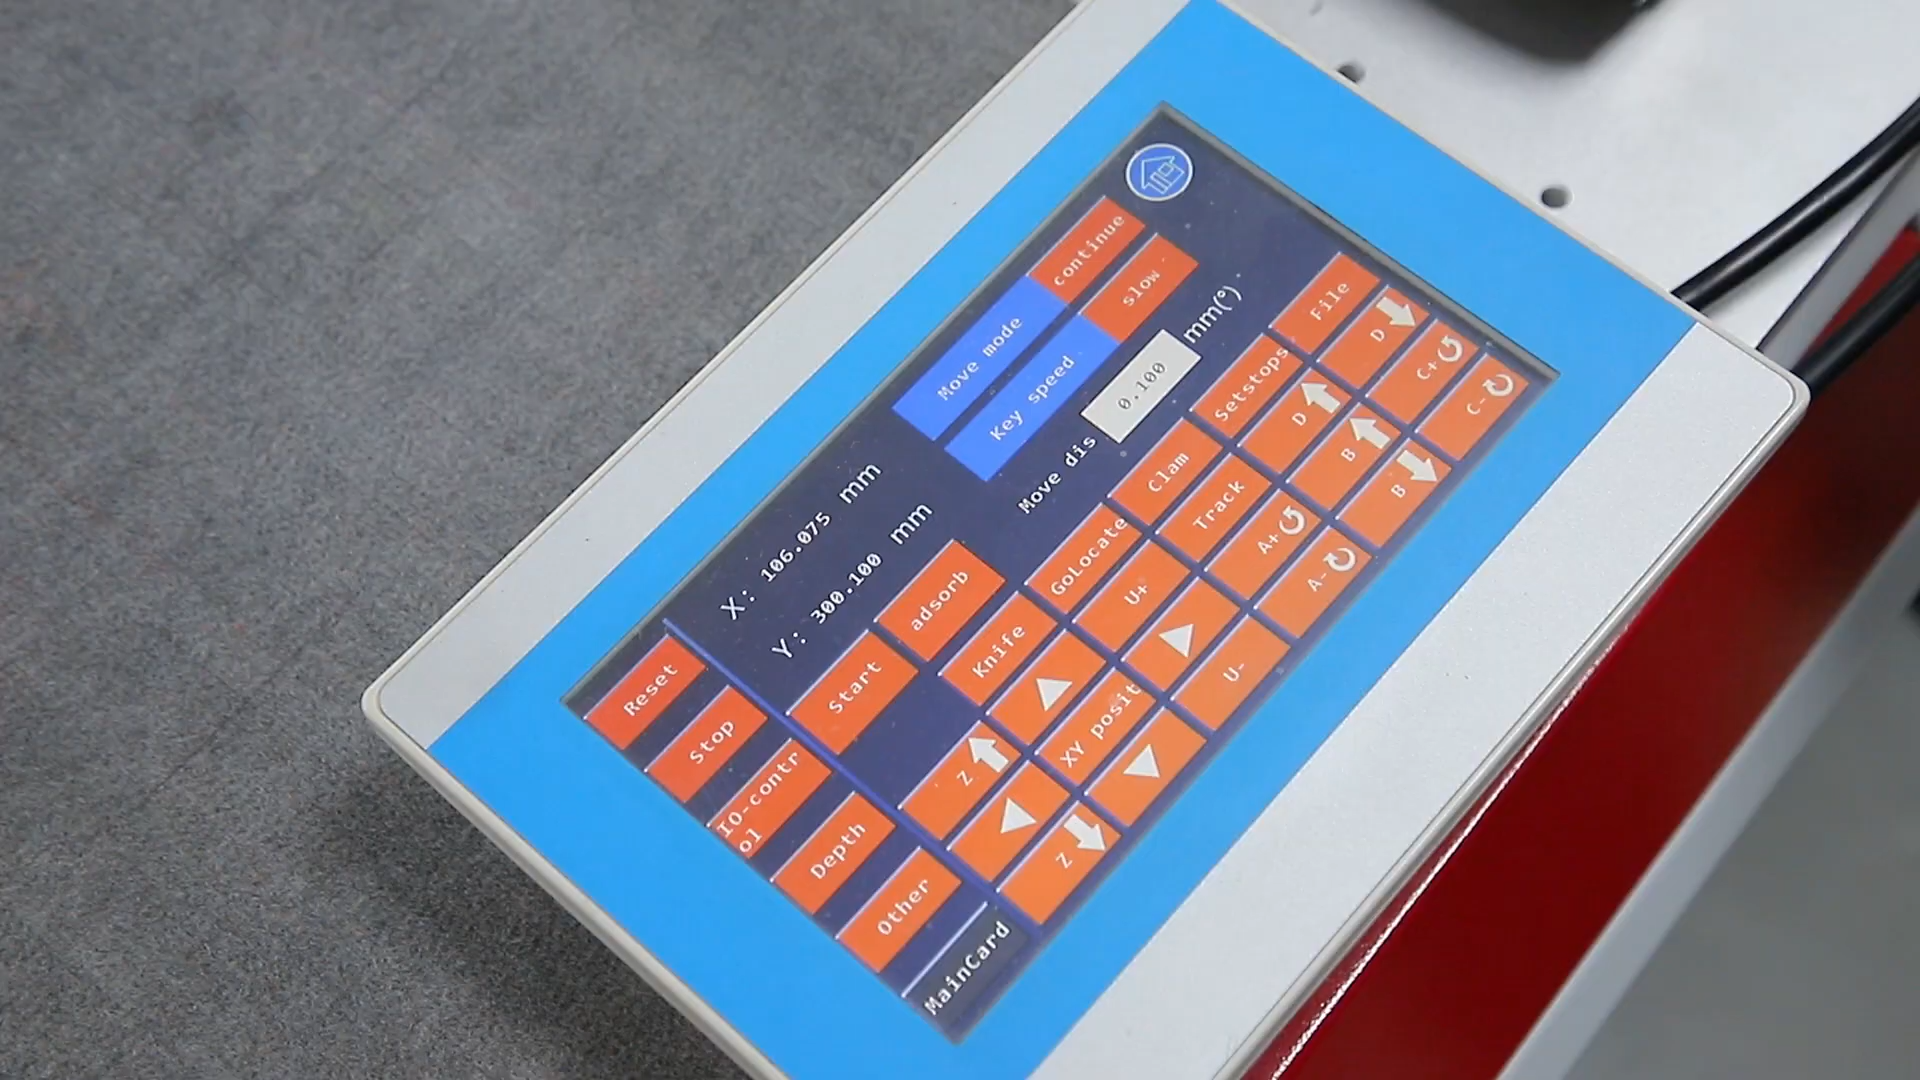 Reset
Stop
IO-contr
ol
Depth
Other
MainCard
X: 106.075 mm
Y: 300.100 mm
Move mode
continue
Key speed
slow
Move dis 0.100 mm(°)
Start
adsorb
Knife
GoLocate
Clam
Setstops
File
Z
U+
Track
D
D
XY posit
A+
B
C+
Z
U-
A-
B
C-